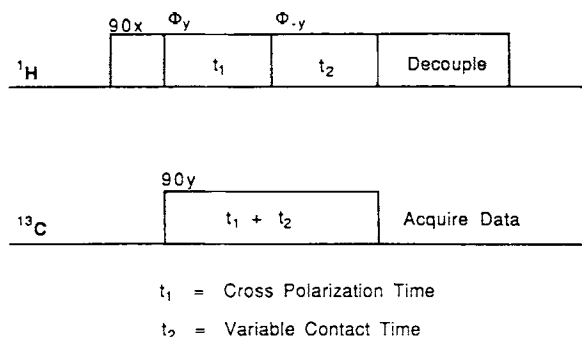 90x Φy Φ-y
¹H t₁ t₂ Decouple
90y
¹³C t₁ + t₂ Acquire Data
t₁ = Cross Polarization Time
t₂ = Variable Contact Time